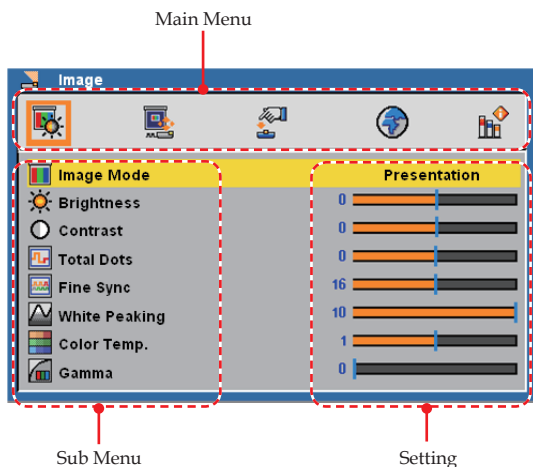 Main Menu
Image
Image Mode Presentation
Brightness 0
Contrast 0
Total Dots 0
Fine Sync 16
White Peaking 10
Color Temp. 1
Gamma 0
Sub Menu Setting